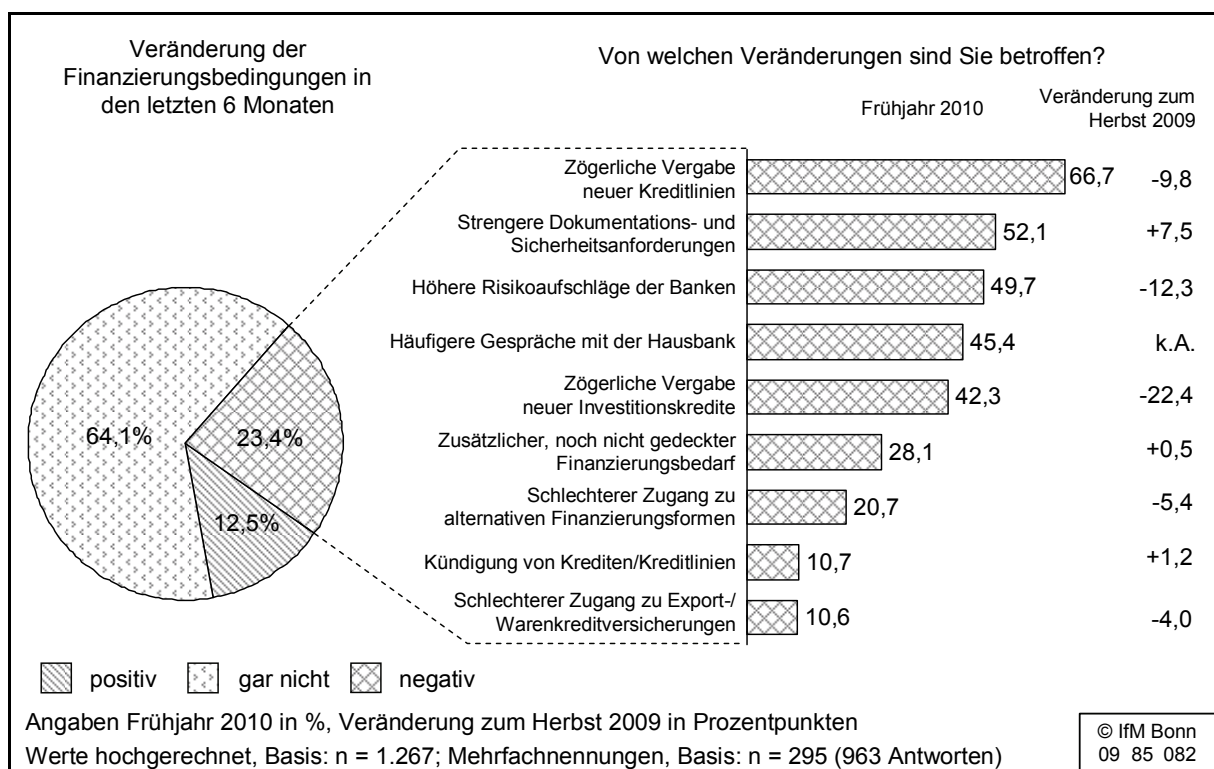 Veränderung der
Finanzierungsbedingungen in
den letzten 6 Monaten
Von welchen Veränderungen sind Sie betroffen?
Frühjahr 2010
Veränderung zum
Herbst 2009
Zögerliche Vergabe
neuer Kreditlinien
66,7
-9,8
Strengere Dokumentations- und
Sicherheitsanforderungen
52,1
+7,5
Höhere Risikoaufschläge der Banken
49,7
-12,3
Häufigere Gespräche mit der Hausbank
45,4
k.A.
Zögerliche Vergabe
neuer Investitionskredite
42,3
-22,4
Zusätzlicher, noch nicht gedeckter
Finanzierungsbedarf
28,1
+0,5
Schlechterer Zugang zu
alternativen Finanzierungsformen
20,7
-5,4
Kündigung von Krediten/Kreditlinien
10,7
+1,2
Schlechterer Zugang zu Export-/
Warenkreditversicherungen
10,6
-4,0
64,1%
23,4%
12,5%
positiv
gar nicht
negativ
Angaben Frühjahr 2010 in %, Veränderung zum Herbst 2009 in Prozentpunkten
Werte hochgerechnet, Basis: n = 1.267; Mehrfachnennungen, Basis: n = 295 (963 Antworten)
© IfM Bonn
09 85 082